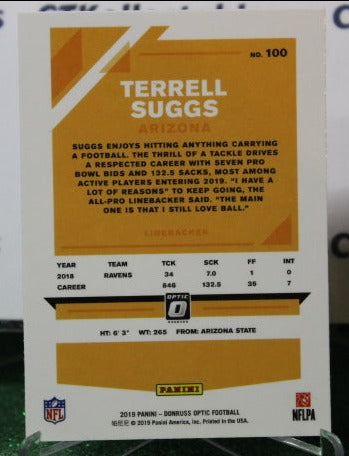 NO. 100
TERRELL
SUGGS
ARIZONA
SUGGS ENJOYS HITTING ANYTHING CARRYING
A FOOTBALL. THE THRILL OF A TACKLE DRIVES
A RESPECTED CAREER WITH SEVEN PRO
BOWL BIDS AND 132.5 SACKS, MOST AMONG
ACTIVE PLAYERS ENTERING 2019. "I HAVE A
LOT OF REASONS" TO KEEP GOING, THE
ALL-PRO LINEBACKER SAID. "THE MAIN
ONE IS THAT I STILL LOVE BALL."
LINEBACKER
YEAR TEAM TCK SCK FF INT
2018 RAVENS 34 7.0 1 0
CAREER 846 132.5 35 7
OPTIC
O
DONRUSS
HT: 6' 3" WT: 265 FROM: ARIZONA STATE
PANINI
NFL
NFLPA
2019 PANINI – DONRUSS OPTIC FOOTBALL
© 2019 Panini America, Inc. Printed in the USA.